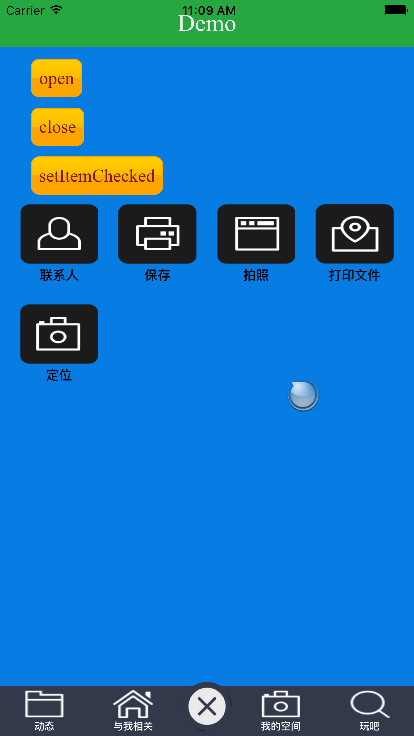 Carrier 11:09 AM
Demo
open
close
setItemChecked
联系人 保存 拍照 打印文件
定位
动态 与我相关 我的空间 玩吧